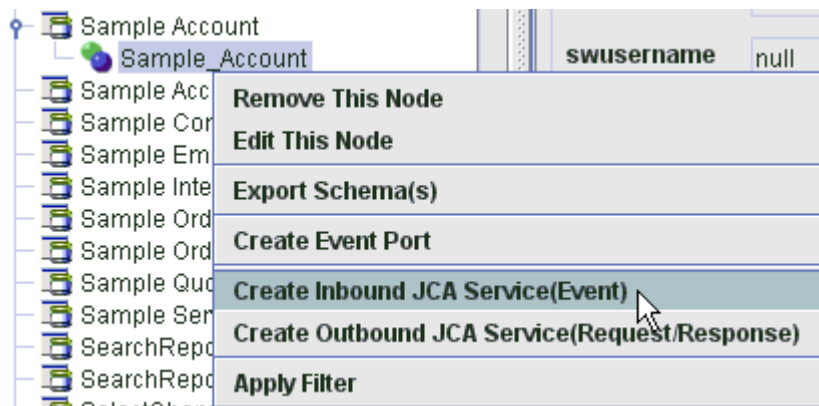 Sample Account
Sample_Account
swusername null
Sample Acc
Remove This Node
Sample Cor
Edit This Node
Sample Em
Sample Inte
Export Schema(s)
Sample Ord
Create Event Port
Sample Ord
Sample Quo
Create Inbound JCA Service(Event)
Sample Ser
Create Outbound JCA Service(Request/Response)
SearchRepo
SearchRepo
Apply Filter